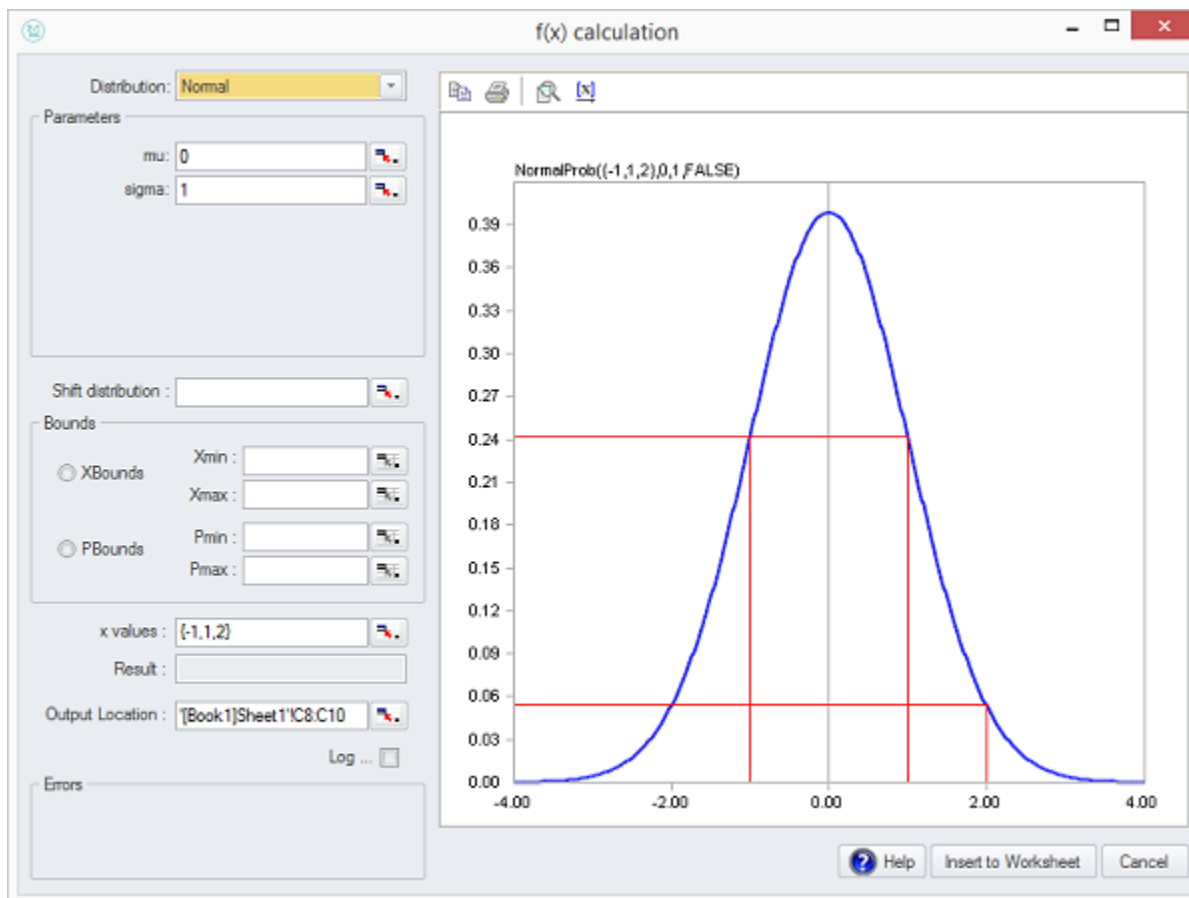 f(x) calculation
Distribution: Normal
Parameters
mu: 0
sigma: 1
Shift distribution :
Bounds
XBounds
Xmin :
Xmax :
PBounds
Pmin :
Pmax :
x values : {-1,1,2}
Result :
Output Location : '[Book1]Sheet1'!C8:C10
Log ...
Errors
[X]
NormalProb({-1,1,2},0,1,FALSE)
0.39
0.36
0.33
0.30
0.27
0.24
0.21
0.18
0.15
0.12
0.09
0.06
0.03
0.00
-4.00 -2.00 0.00 2.00 4.00
? Help Insert to Worksheet Cancel